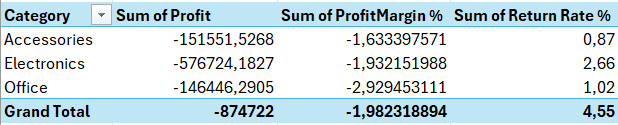 Category Sum of Profit Sum of ProfitMargin % Sum of Return Rate %
Accessories -151551,5268 -1,633397571 0,87
Electronics -576724,1827 -1,932151988 2,66
Office -146446,2905 -2,929453111 1,02
Grand Total -874722 -1,982318894 4,55